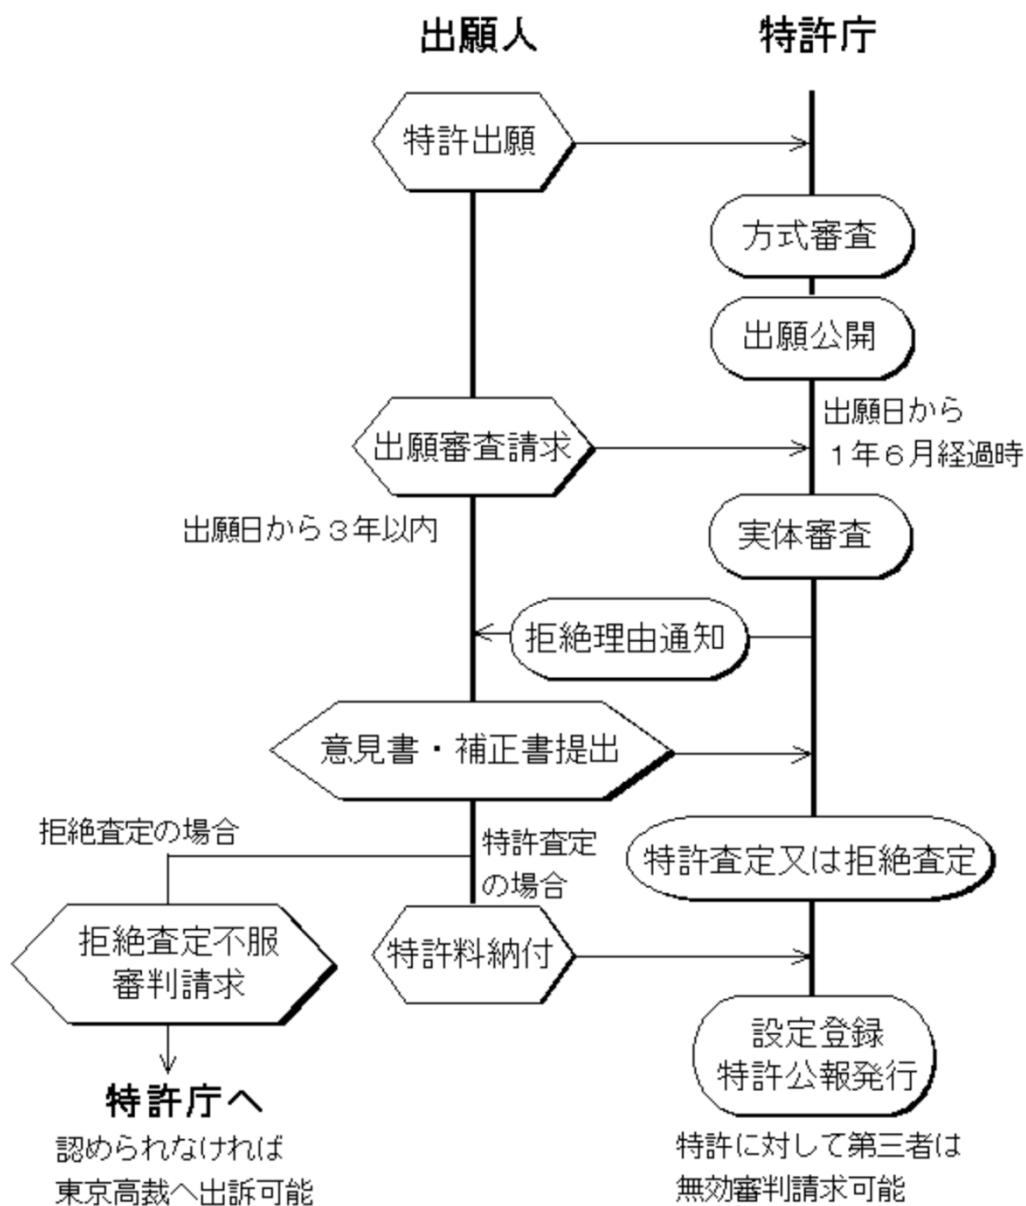 出願人
特許庁
特許出願
方式審査
出願公開
出願日から
１年６月経過時
出願審査請求
出願日から３年以内
実体審査
拒絶理由通知
意見書・補正書提出
拒絶査定の場合
特許査定
の場合
特許査定又は拒絶査定
拒絶査定不服
審判請求
特許料納付
設定登録
特許公報発行
特許庁へ
認められなければ
東京高裁へ出訴可能
特許に対して第三者は
無効審判請求可能